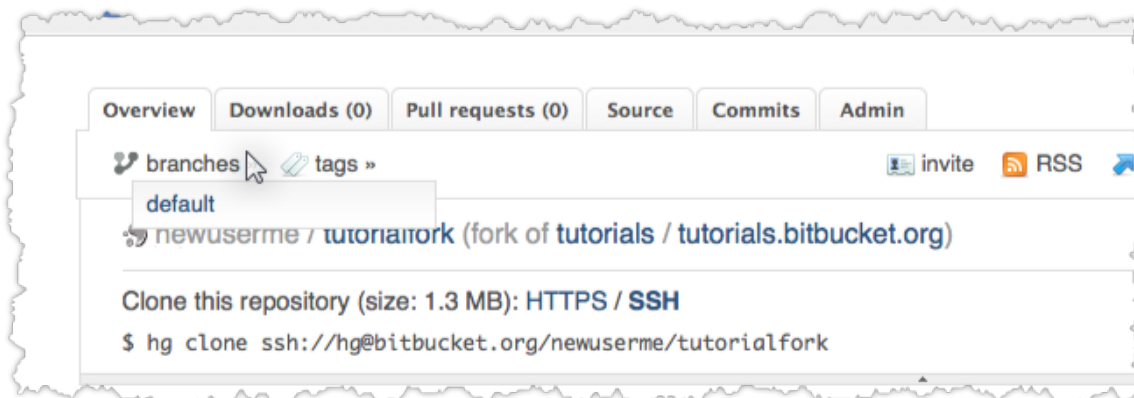 Overview Downloads (0) Pull requests (0) Source Commits Admin
branches tags » invite RSS
default
newuserme / tutorialfork (fork of tutorials / tutorials.bitbucket.org)
Clone this repository (size: 1.3 MB): HTTPS / SSH
$ hg clone ssh://hg@bitbucket.org/newuserme/tutorialfork